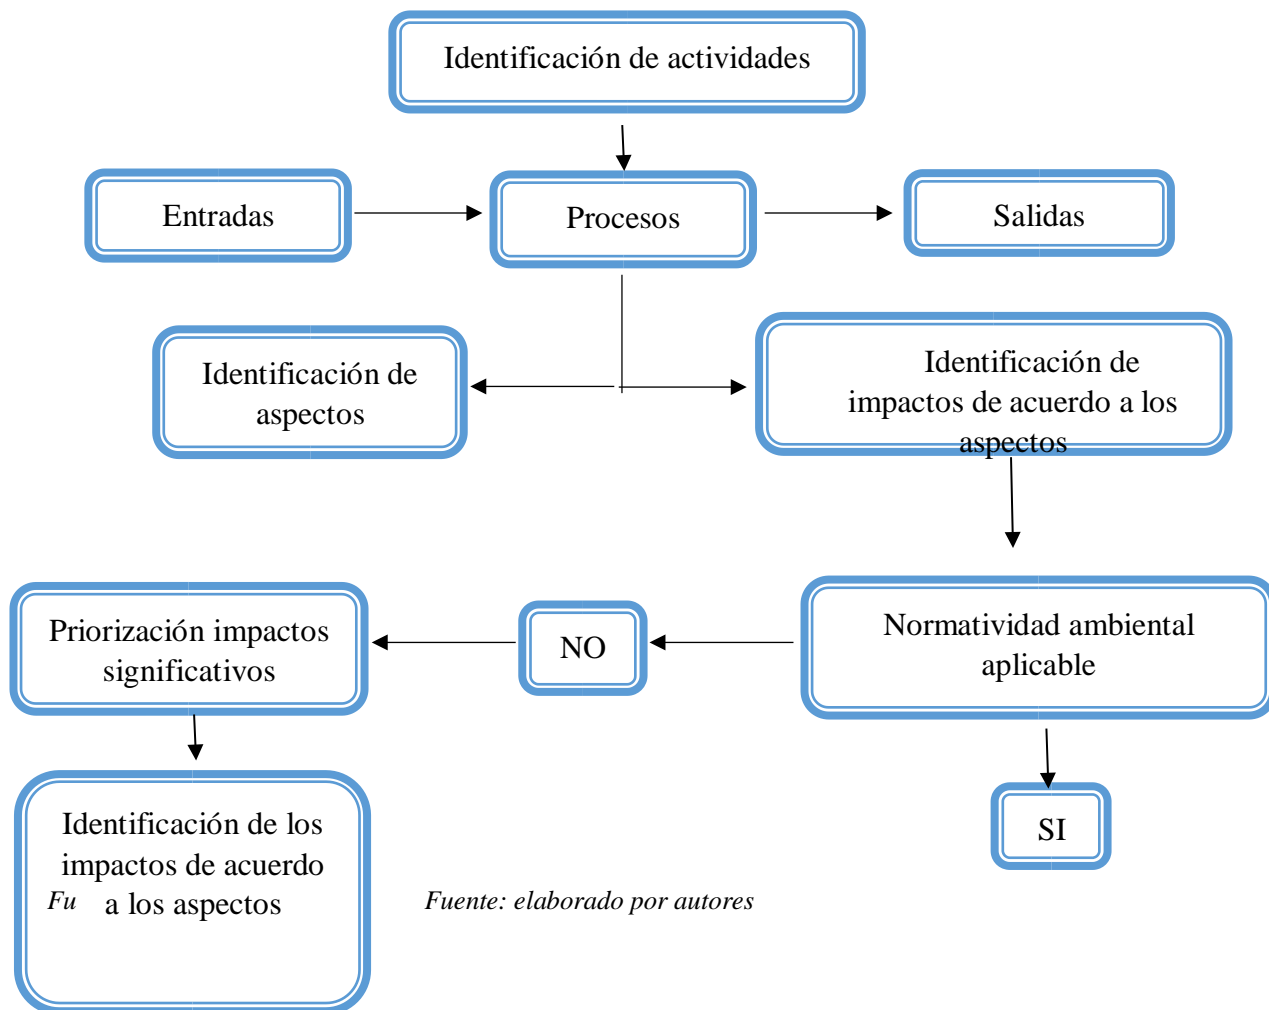 Identificación de actividades
Entradas
Procesos
Salidas
Identificación de
aspectos
Identificación de
impactos de acuerdo a los
aspectos
Priorización impactos
significativos
NO
Normatividad ambiental
aplicable
SI
Identificación de los
impactos de acuerdo
a los aspectos
Fu
Fuente: elaborado por autores